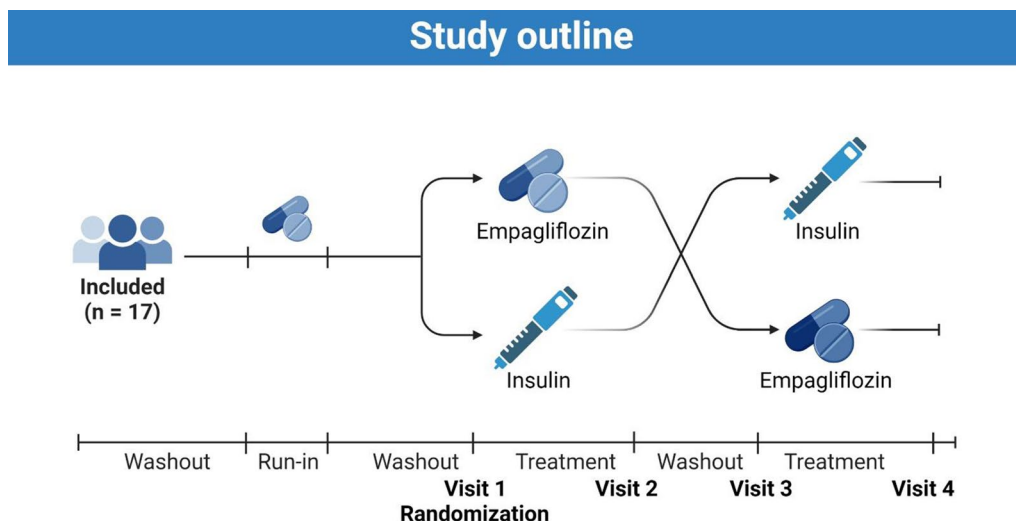 Study outline
Included
(n = 17)
Empagliflozin
Insulin
Insulin
Empagliflozin
Washout
Run-in
Washout
Treatment
Washout
Treatment
Visit 1
Randomization
Visit 2
Visit 3
Visit 4